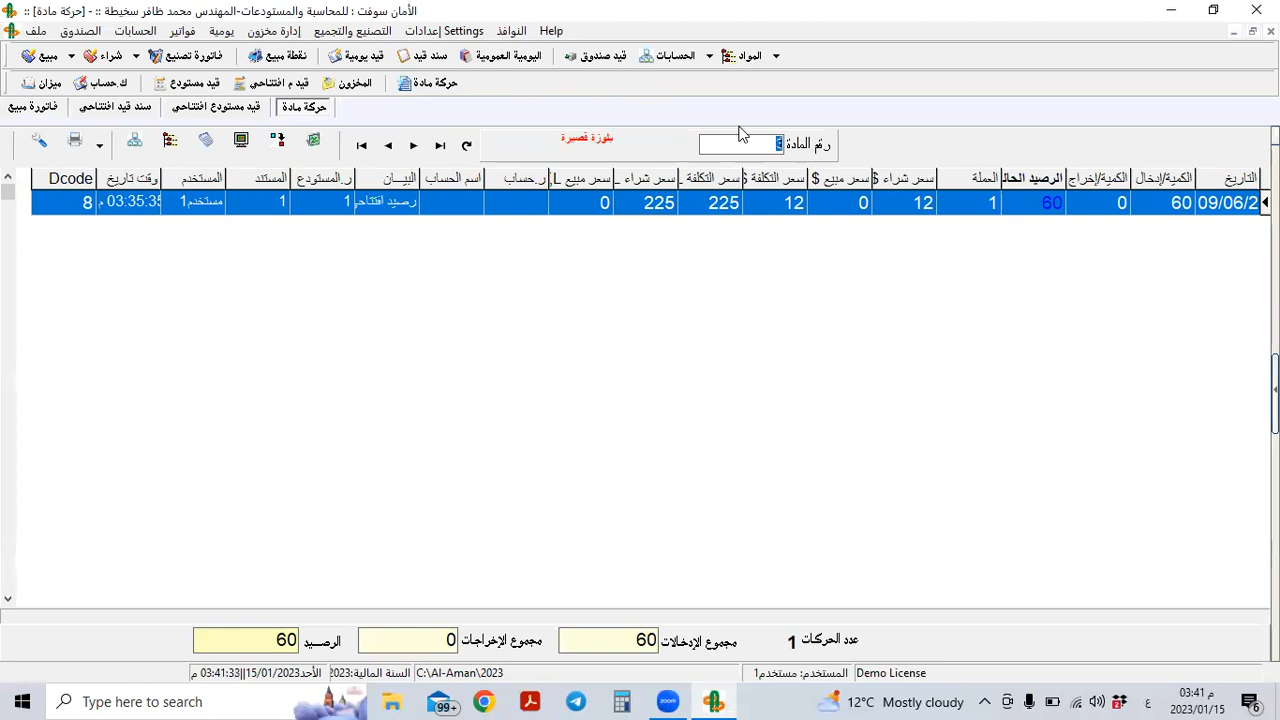 الأمان سوفت : للمحاسبة والمستودعات-المهندس محمد ظافر سخيطة :: - [حركة مادة] ::
ملف الصندوق الحسابات يومية فواتير إدارة مخزون التصنيع والتجميع إعدادات|Settings النوافذ Help
مبيع شراء فاتورة تصنيع نقطة مبيع قيد يومية سند قيد اليومية العمومية قيد صندوق الحسابات المواد
ميزان ك.حساب قيد مستودع قيد م افتتاحي المخزون حركة مادة
فاتورة مبيع سند قيد افتتاحي قيد مستودع افتتاحي حركة مادة
رقم المادة
بلوزة قصيرة
التاريخ الكمية/إدخال الكمية/إخراج الرصيد الحال العملة سعر شراء $ سعر مبيع $ سعر التكلفة $ سعر التكلفة سعر شراء سعر مبيع L, ر.حساب اسم الحساب البيــان ر.المستودع المستند المستخدم وقت تاريخ Dcode
09/06/2 60 0 60 1 12 0 12 225 225 0 رصيد افتتاحي 1 1 مستخدم1 03:35:35 م 8
عدد الحركات 1 مجموع الإدخالات 60 مجموع الإخراجات 0 الرصــيد 60
الأحد15/01/2023||03:41:33 م السنة المالية:2023 C:\Al-Aman\2023 المستخدم: مستخدم1 Demo License
Type here to search 99+ 12°C Mostly cloudy ع 03:41 م 6
2023/01/15